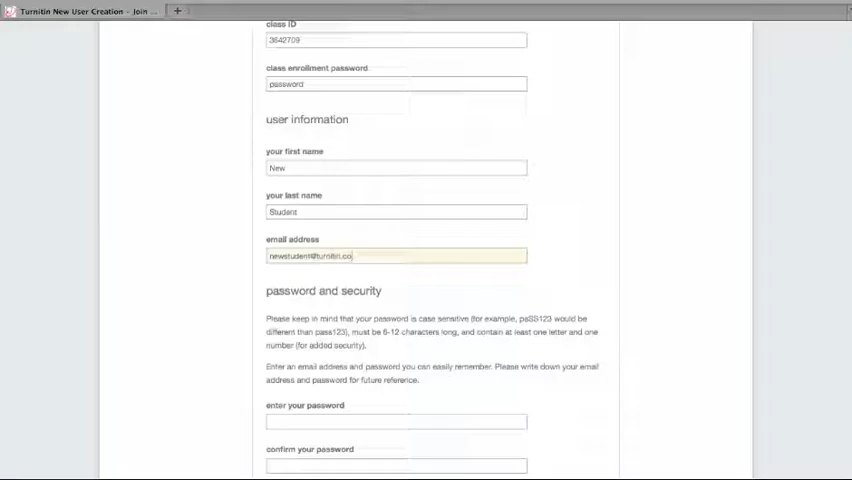 Turnitin New User Creation - Join ...
class ID
3642709
class enrollment password
password
user information
your first name
New
your last name
Student
email address
newstudent@turnitin.co
password and security
Please keep in mind that your password is case sensitive (for example, paSS123 would be
different than pass123), must be 6-12 characters long, and contain at least one letter and one
number (for added security).
Enter an email address and password you can easily remember. Please write down your email
address and password for future reference.
enter your password
confirm your password